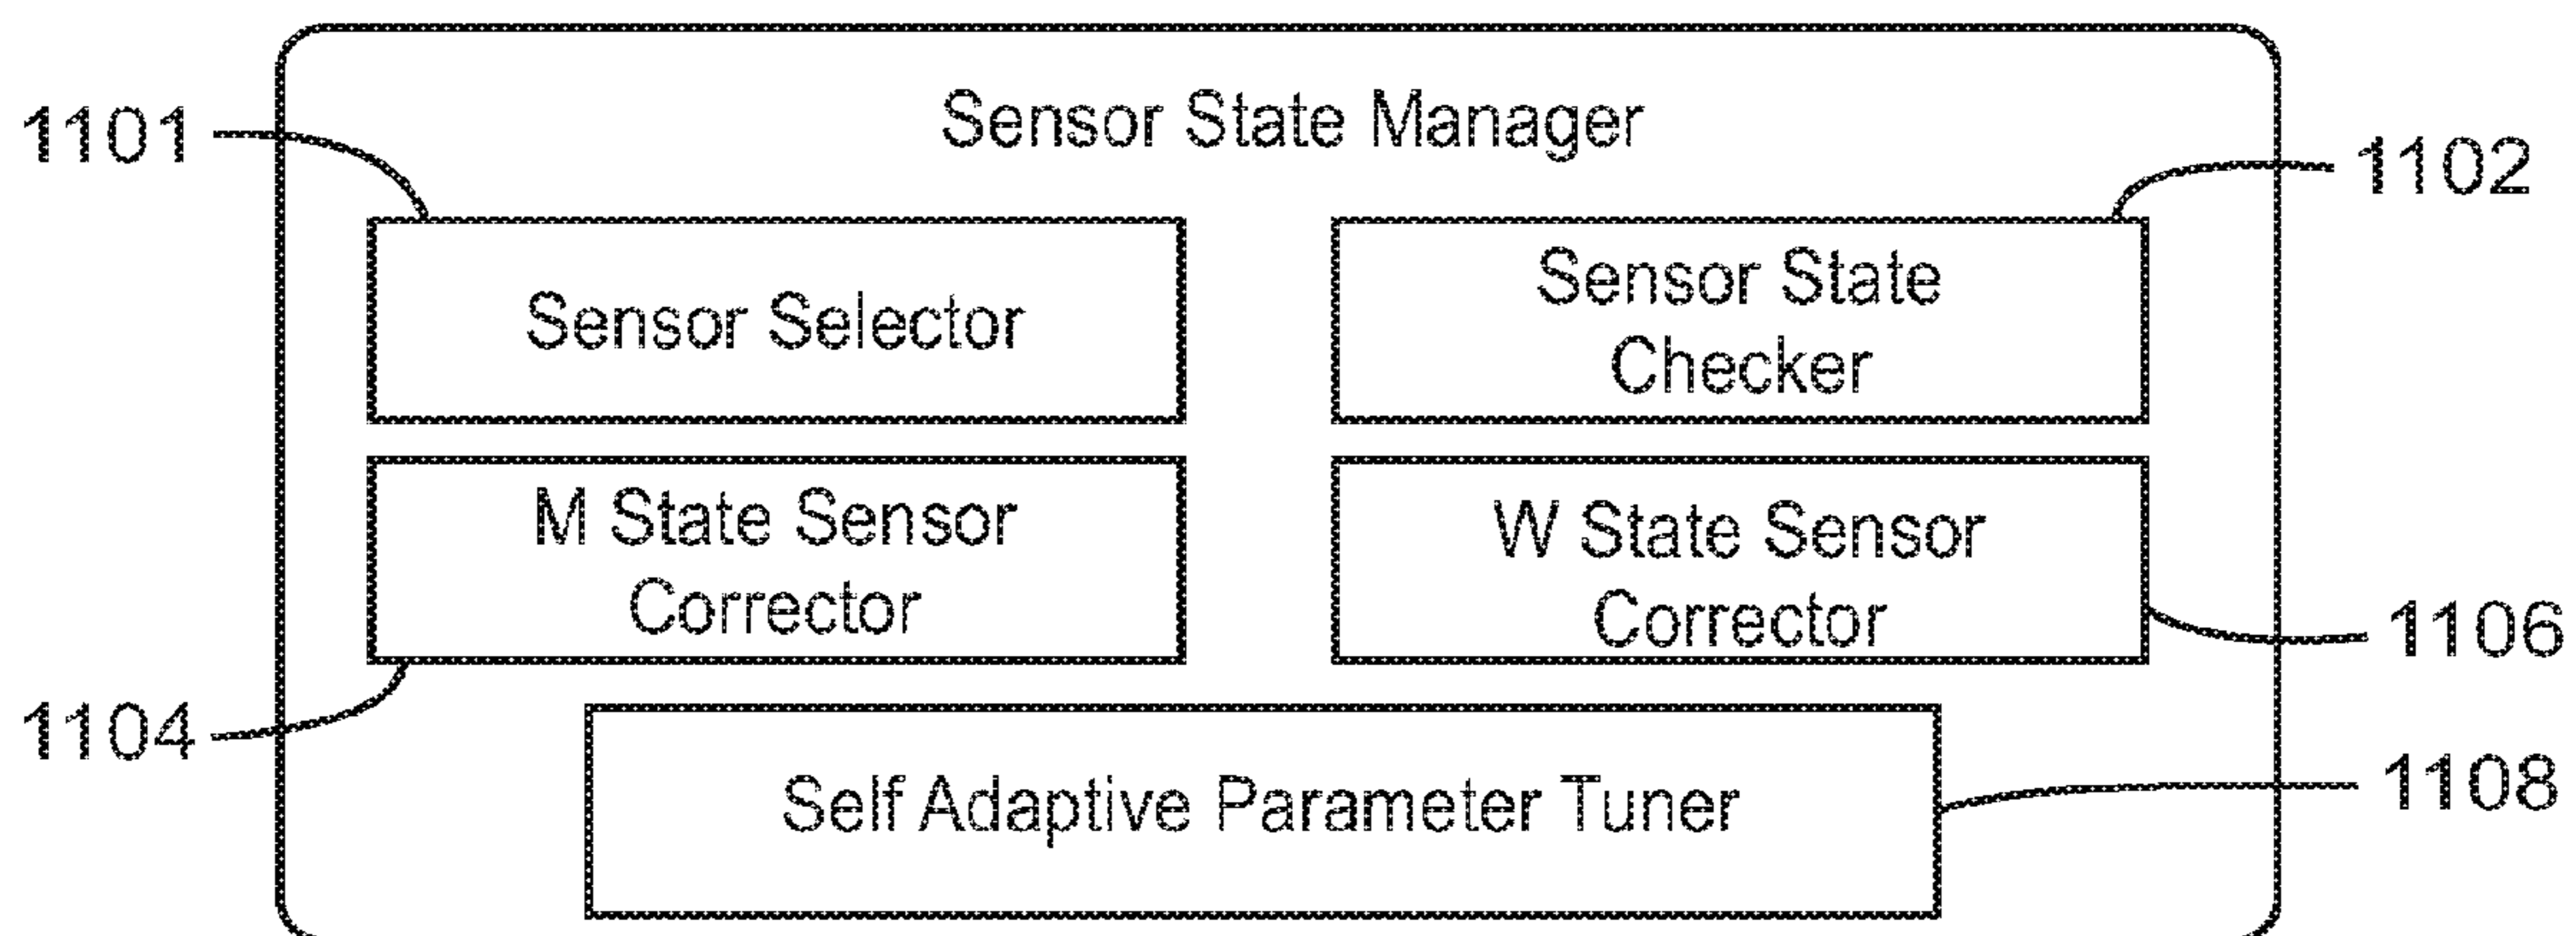 Sensor State Manager
1101
1102
Sensor Selector
Sensor State
Checker
M State Sensor
Corrector
W State Sensor
Corrector
1106
1104
Self Adaptive Parameter Tuner
1108